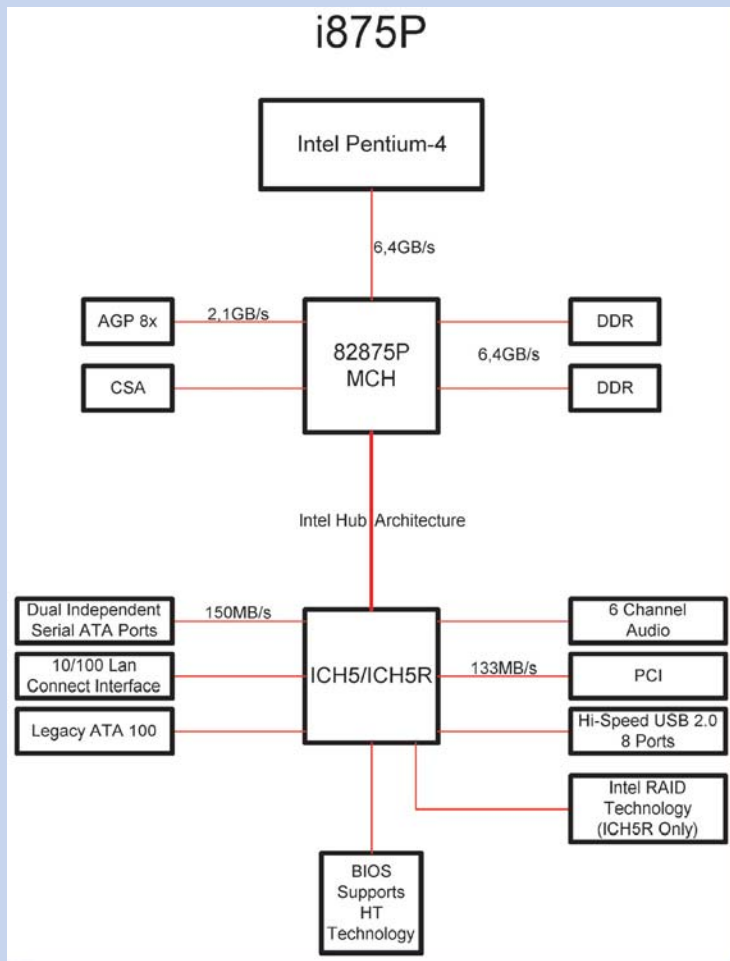 i875P
Intel Pentium-4
6,4GB/s
AGP 8x
2,1GB/s
82875P
MCH
DDR
CSA
6,4GB/s
DDR
Intel Hub Architecture
Dual Independent
Serial ATA Ports
150MB/s
ICH5/ICH5R
6 Channel
Audio
10/100 Lan
Connect Interface
133MB/s
PCI
Legacy ATA 100
Hi-Speed USB 2.0
8 Ports
Intel RAID
Technology
(ICH5R Only)
BIOS
Supports
HT
Technology